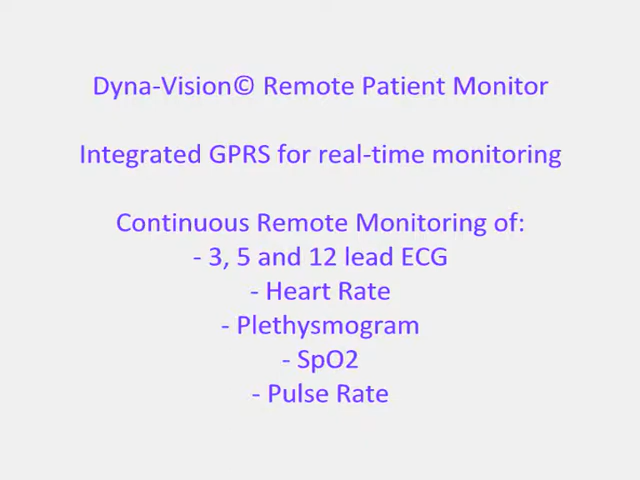 Dyna-Vision© Remote Patient Monitor
Integrated GPRS for real-time monitoring
Continuous Remote Monitoring of:
- 3, 5 and 12 lead ECG
- Heart Rate
- Plethysmogram
- SpO2
- Pulse Rate